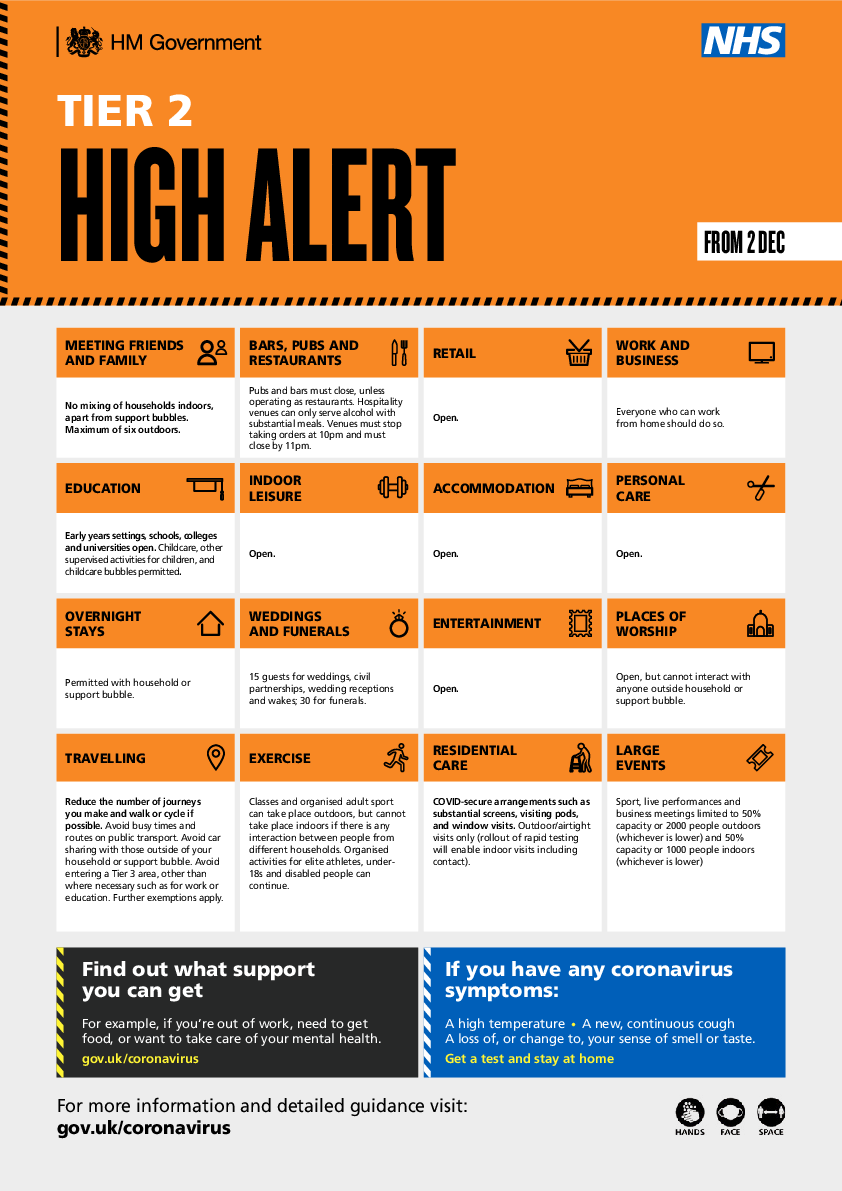 HM Government
NHS
TIER 2
HIGH ALERT
FROM 2 DEC
MEETING FRIENDS
AND FAMILY
No mixing of households indoors,
apart from support bubbles.
Maximum of six outdoors.
BARS, PUBS AND
RESTAURANTS
Pubs and bars must close, unless
operating as restaurants. Hospitality
venues can only serve alcohol with
substantial meals. Venues must stop
taking orders at 10pm and must
close by 11pm.
RETAIL
Open.
WORK AND
BUSINESS
Everyone who can work
from home should do so.
EDUCATION
Early years settings, schools, colleges
and universities open. Childcare, other
supervised activities for children, and
childcare bubbles permitted.
INDOOR
LEISURE
Open.
ACCOMMODATION
Open.
PERSONAL
CARE
Open.
OVERNIGHT
STAYS
Permitted with household or
support bubble.
WEDDINGS
AND FUNERALS
15 guests for weddings, civil
partnerships, wedding receptions
and wakes; 30 for funerals.
ENTERTAINMENT
Open.
PLACES OF
WORSHIP
Open, but cannot interact with
anyone outside household or
support bubble.
TRAVELLING
Reduce the number of journeys
you make and walk or cycle if
possible. Avoid busy times and
routes on public transport. Avoid car
sharing with those outside of your
household or support bubble. Avoid
entering a Tier 3 area, other than
where necessary such as for work or
education. Further exemptions apply.
EXERCISE
Classes and organised adult sport
can take place outdoors, but cannot
take place indoors if there is any
interaction between people from
different households. Organised
activities for elite athletes, under-
18s and disabled people can
continue.
RESIDENTIAL
CARE
COVID-secure arrangements such as
substantial screens, visiting pods,
and window visits. Outdoor/airtight
visits only (rollout of rapid testing
will enable indoor visits including
contact).
LARGE
EVENTS
Sport, live performances and
business meetings limited to 50%
capacity or 2000 people outdoors
(whichever is lower) and 50%
capacity or 1000 people indoors
(whichever is lower)
Find out what support
you can get
For example, if you're out of work, need to get
food, or want to take care of your mental health.
gov.uk/coronavirus
If you have any coronavirus
symptoms:
A high temperature • A new, continuous cough
A loss of, or change to, your sense of smell or taste.
Get a test and stay at home
For more information and detailed guidance visit:
gov.uk/coronavirus
HANDS FACE SPACE